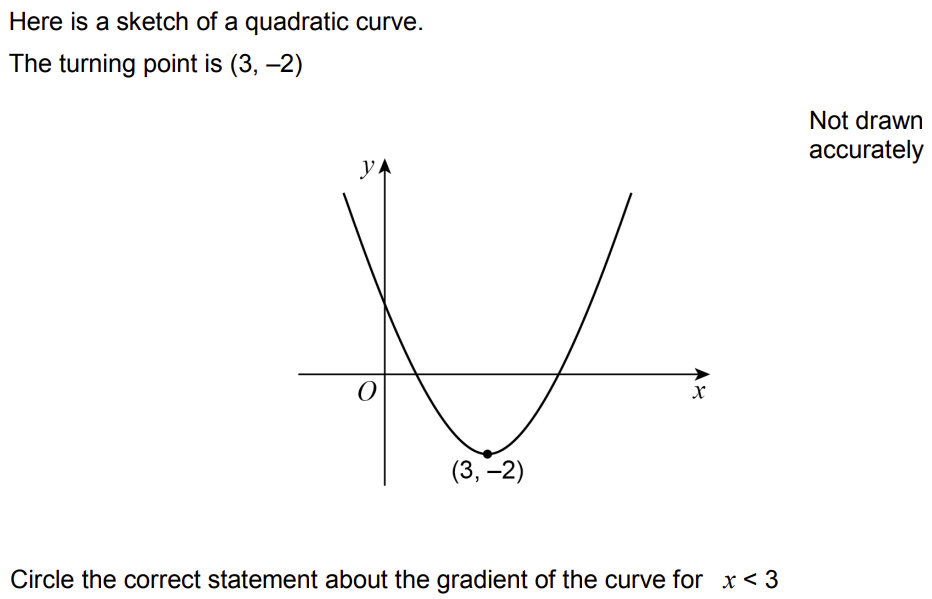 Here is a sketch of a quadratic curve.
The turning point is (3, –2)
Not drawn
accurately
y
O
x
(3, –2)
Circle the correct statement about the gradient of the curve for x < 3